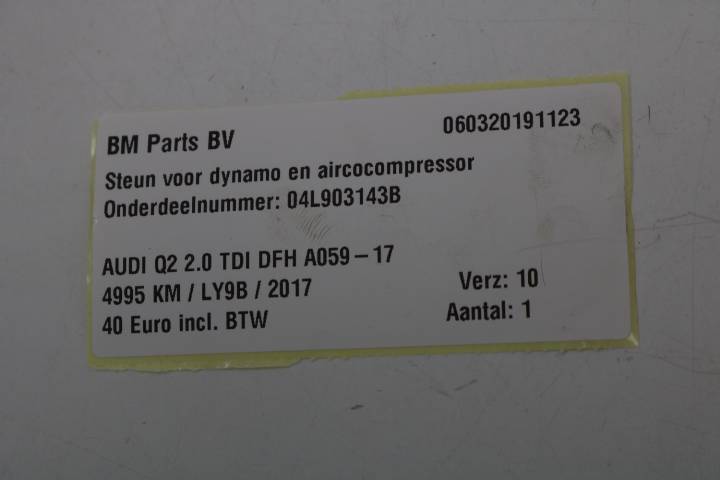 BM Parts BV
060320191123
Steun voor dynamo en aircocompressor
Onderdeelnummer: 04L903143B
AUDI Q2 2.0 TDI DFH A059-17
4995 KM / LY9B / 2017
Verz: 10
40 Euro incl. BTW
Aantal: 1